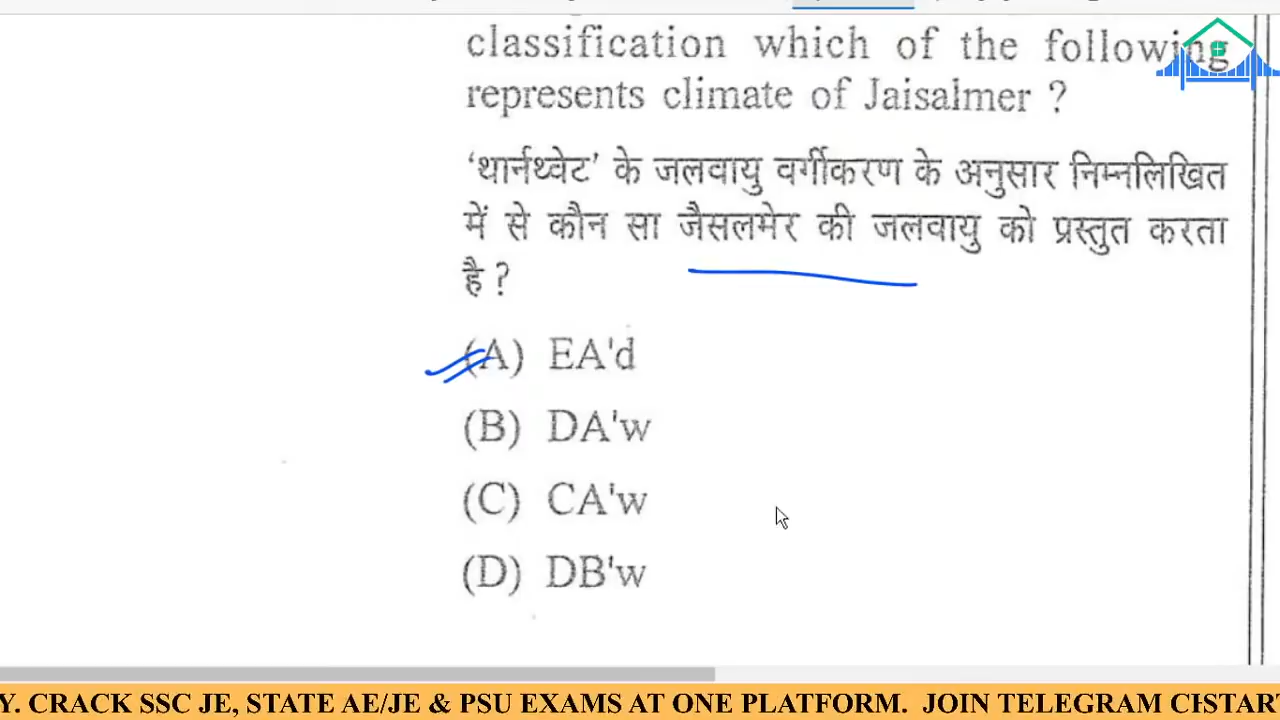 classification which of the following
represents climate of Jaisalmer ?
‘थार्नथ्वेट’ के जलवायु वर्गीकरण के अनुसार निम्नलिखित
में से कौन सा जैसलमेर की जलवायु को प्रस्तुत करता
है ?
(A) EA'd
(B) DA'w
(C) CA'w
(D) DB'w
Y. CRACK SSC JE, STATE AE/JE & PSU EXAMS AT ONE PLATFORM. JOIN TELEGRAM